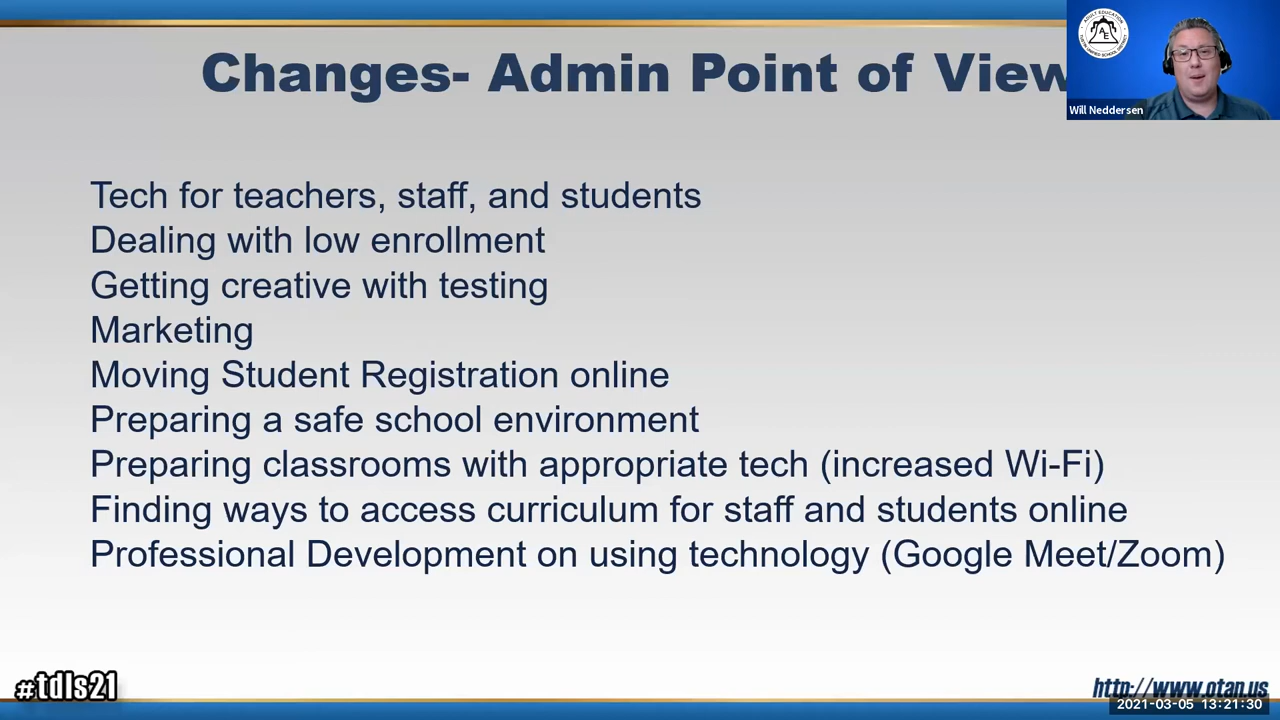 Changes- Admin Point of View
ADULT EDUCATION
AE
Will Neddersen
Tech for teachers, staff, and students
Dealing with low enrollment
Getting creative with testing
Marketing
Moving Student Registration online
Preparing a safe school environment
Preparing classrooms with appropriate tech (increased Wi-Fi)
Finding ways to access curriculum for staff and students online
Professional Development on using technology (Google Meet/Zoom)
#tdls21
http://www.otan.us
2021-03-05 13:21:30